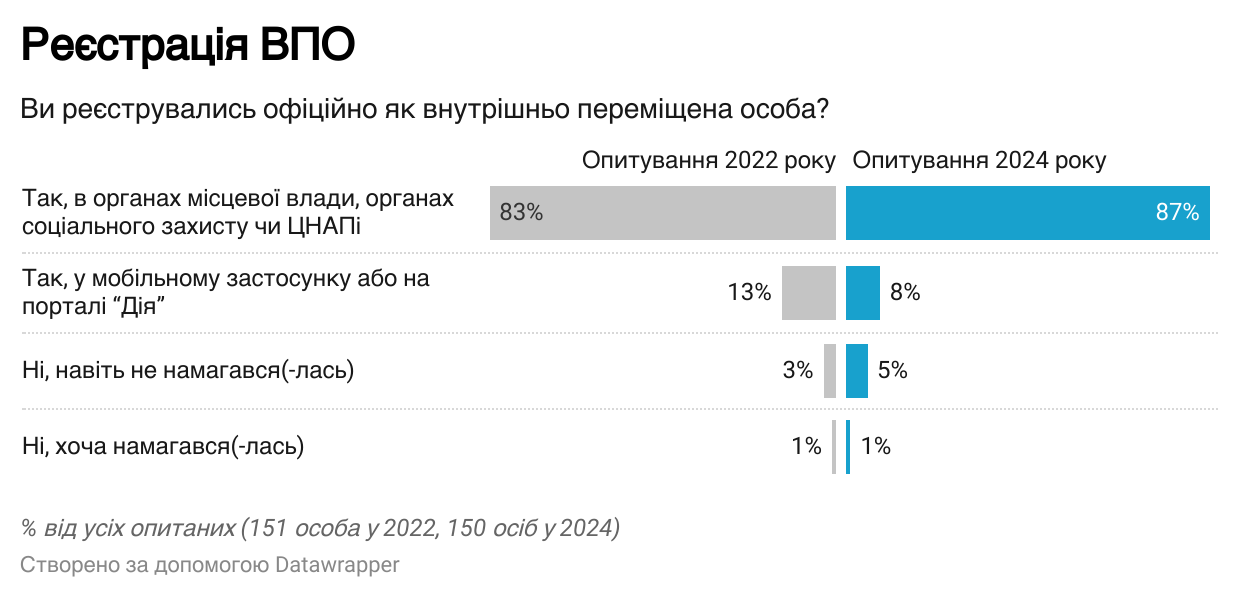 Реєстрація ВПО
Ви реєструвались офіційно як внутрішньо переміщена особа?
Опитування 2022 року Опитування 2024 року
Так, в органах місцевої влади, органах
соціального захисту чи ЦНАПі
83% 87%
Так, у мобільному застосунку або на
порталі “Дія”
13% 8%
Ні, навіть не намагався(-лась)
3% 5%
Ні, хоча намагався(-лась)
1% 1%
% від усіх опитаних (151 особа у 2022, 150 осіб у 2024)
Створено за допомогою Datawrapper